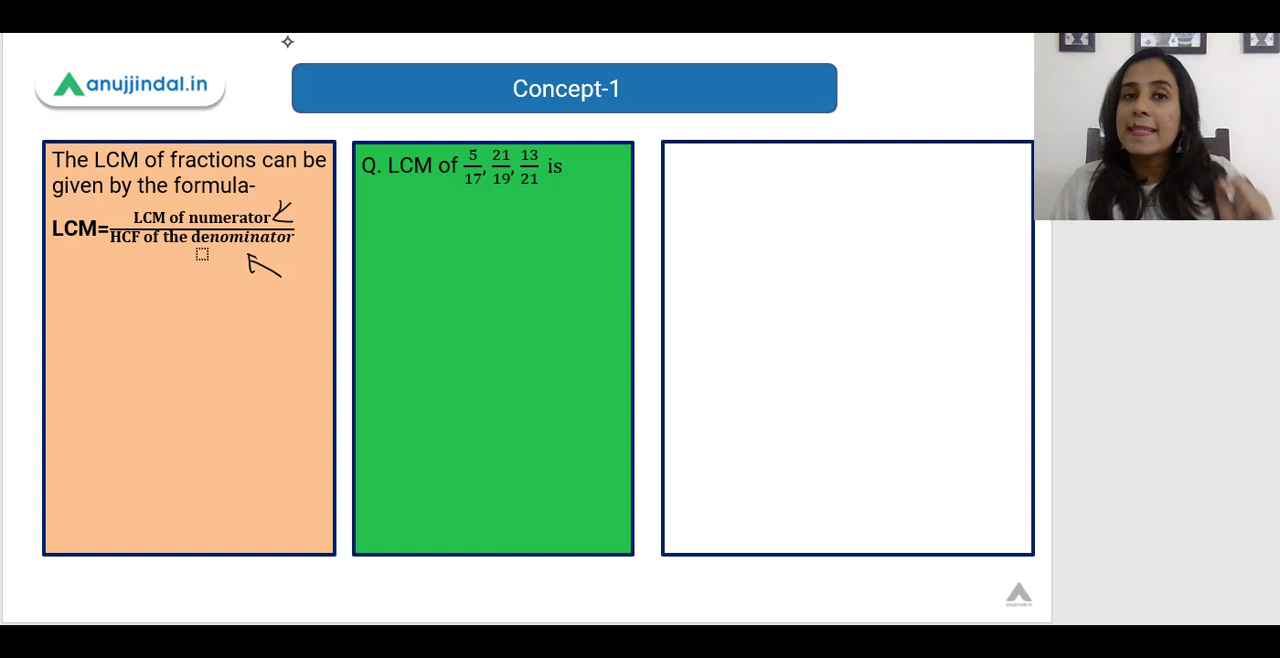 anujjindal.in
Concept-1
The LCM of fractions can be
given by the formula-
LCM=
LCM of numerator
HCF of the denominator
Q. LCM of 5/17, 21/19, 13/21 is